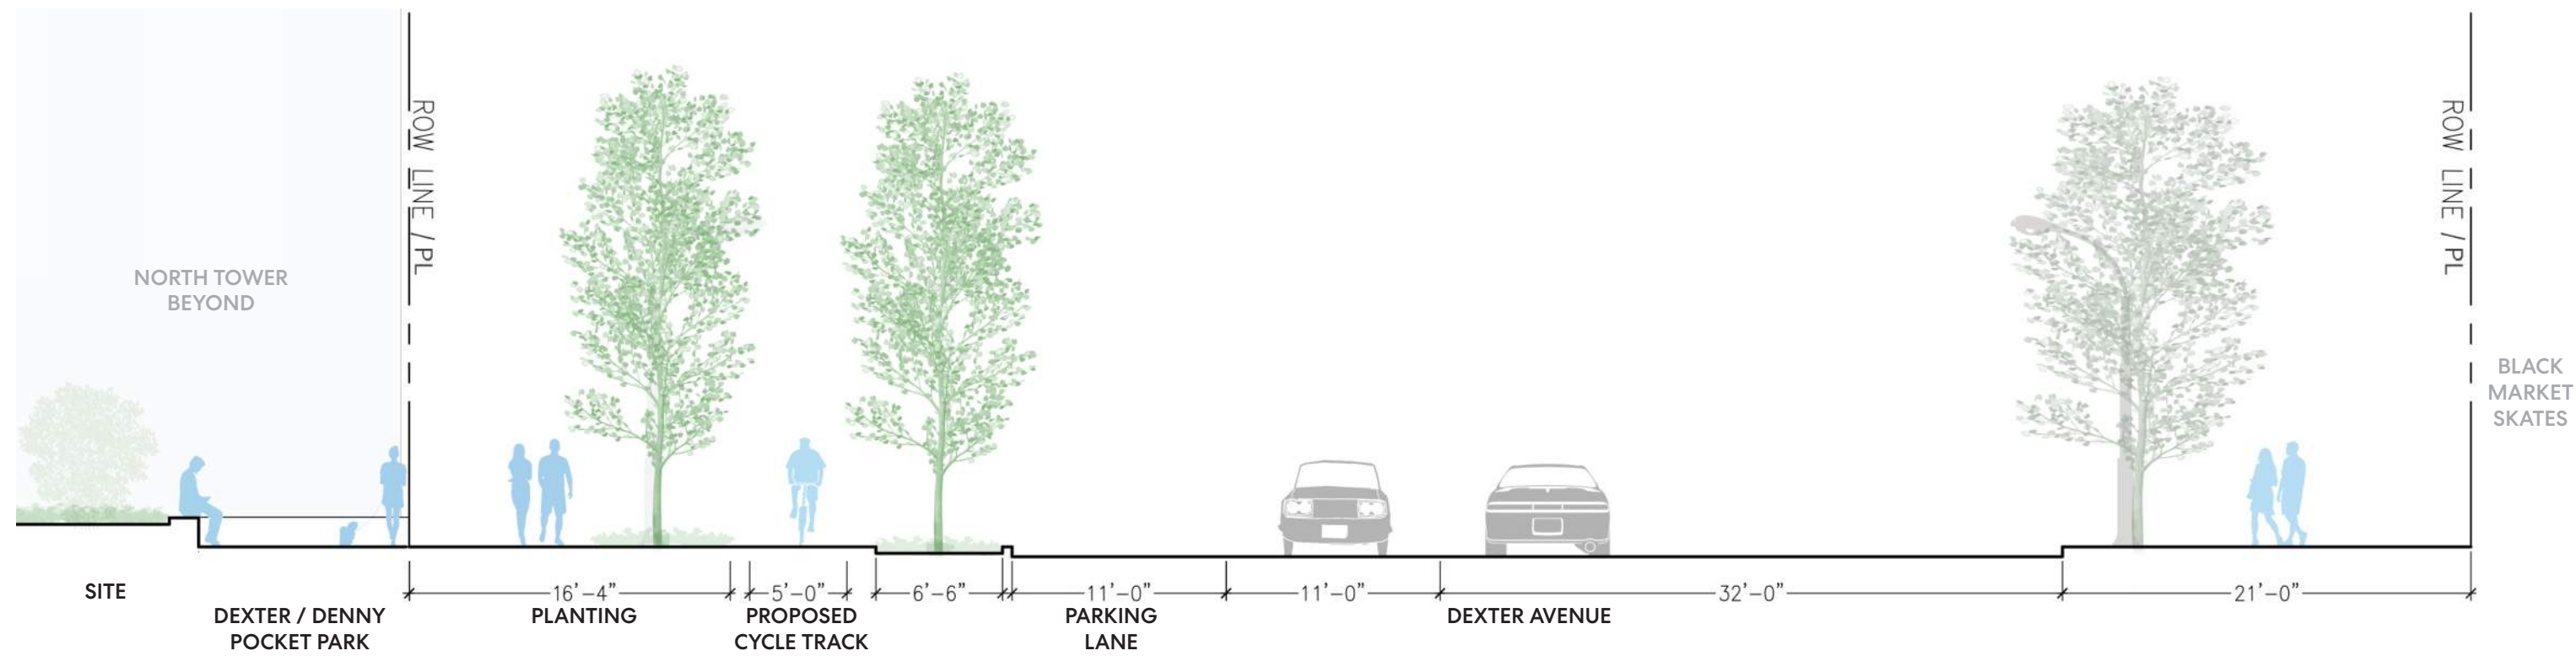 ROW LINE / PL
ROW LINE / PL
NORTH TOWER
BEYOND
BLACK
MARKET
SKATES
16'-4"
5'-0"
6'-6"
11'-0"
11'-0"
32'-0"
21'-0"
SITE
DEXTER / DENNY
POCKET PARK
PLANTING
PROPOSED
CYCLE TRACK
PARKING
LANE
DEXTER AVENUE